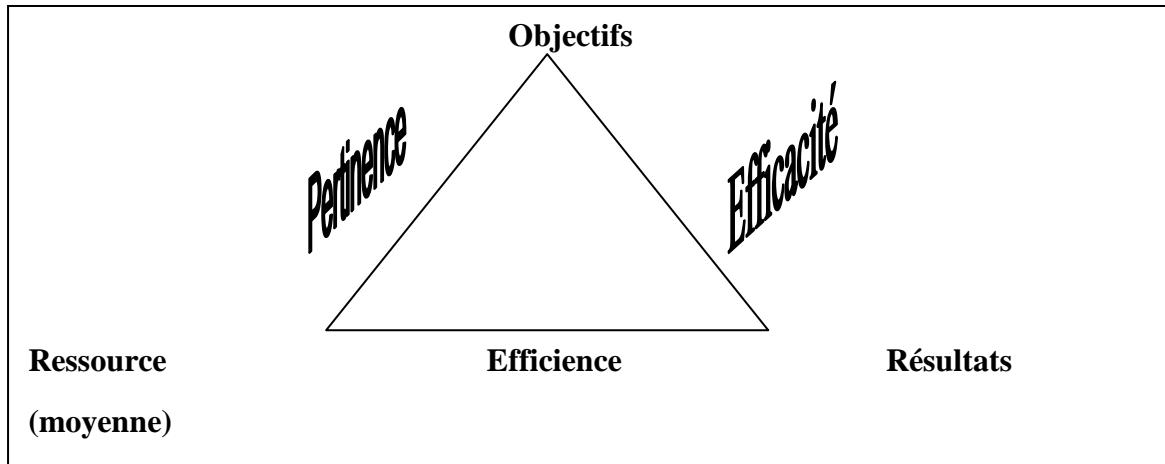 Objectifs
Pertinence
Efficacité
Ressource
Efficience
Résultats
(moyenne)